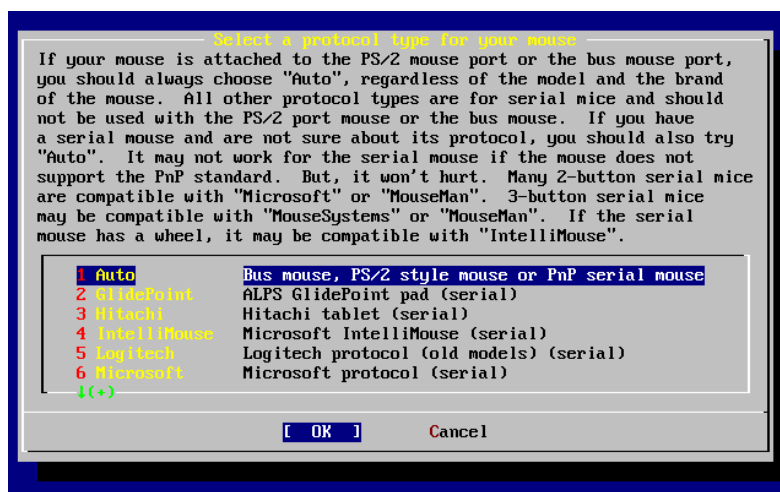 Select a protocol type for your mouse
If your mouse is attached to the PS/2 mouse port or the bus mouse port,
you should always choose "Auto", regardless of the model and the brand
of the mouse.  All other protocol types are for serial mice and should
not be used with the PS/2 port mouse or the bus mouse.  If you have
a serial mouse and are not sure about its protocol, you should also try
"Auto".  It may not work for the serial mouse if the mouse does not
support the PnP standard.  But, it won't hurt.  Many 2-button serial mice
are compatible with "Microsoft" or "MouseMan".  3-button serial mice
may be compatible with "MouseSystems" or "MouseMan".  If the serial
mouse has a wheel, it may be compatible with "IntelliMouse".
1 Auto Bus mouse, PS/2 style mouse or PnP serial mouse
2 GlidePoint ALPS GlidePoint pad (serial)
3 Hitachi Hitachi tablet (serial)
4 IntelliMouse Microsoft IntelliMouse (serial)
5 Logitech Logitech protocol (old models) (serial)
6 Microsoft Microsoft protocol (serial)
↓(+)
[ OK ] Cancel